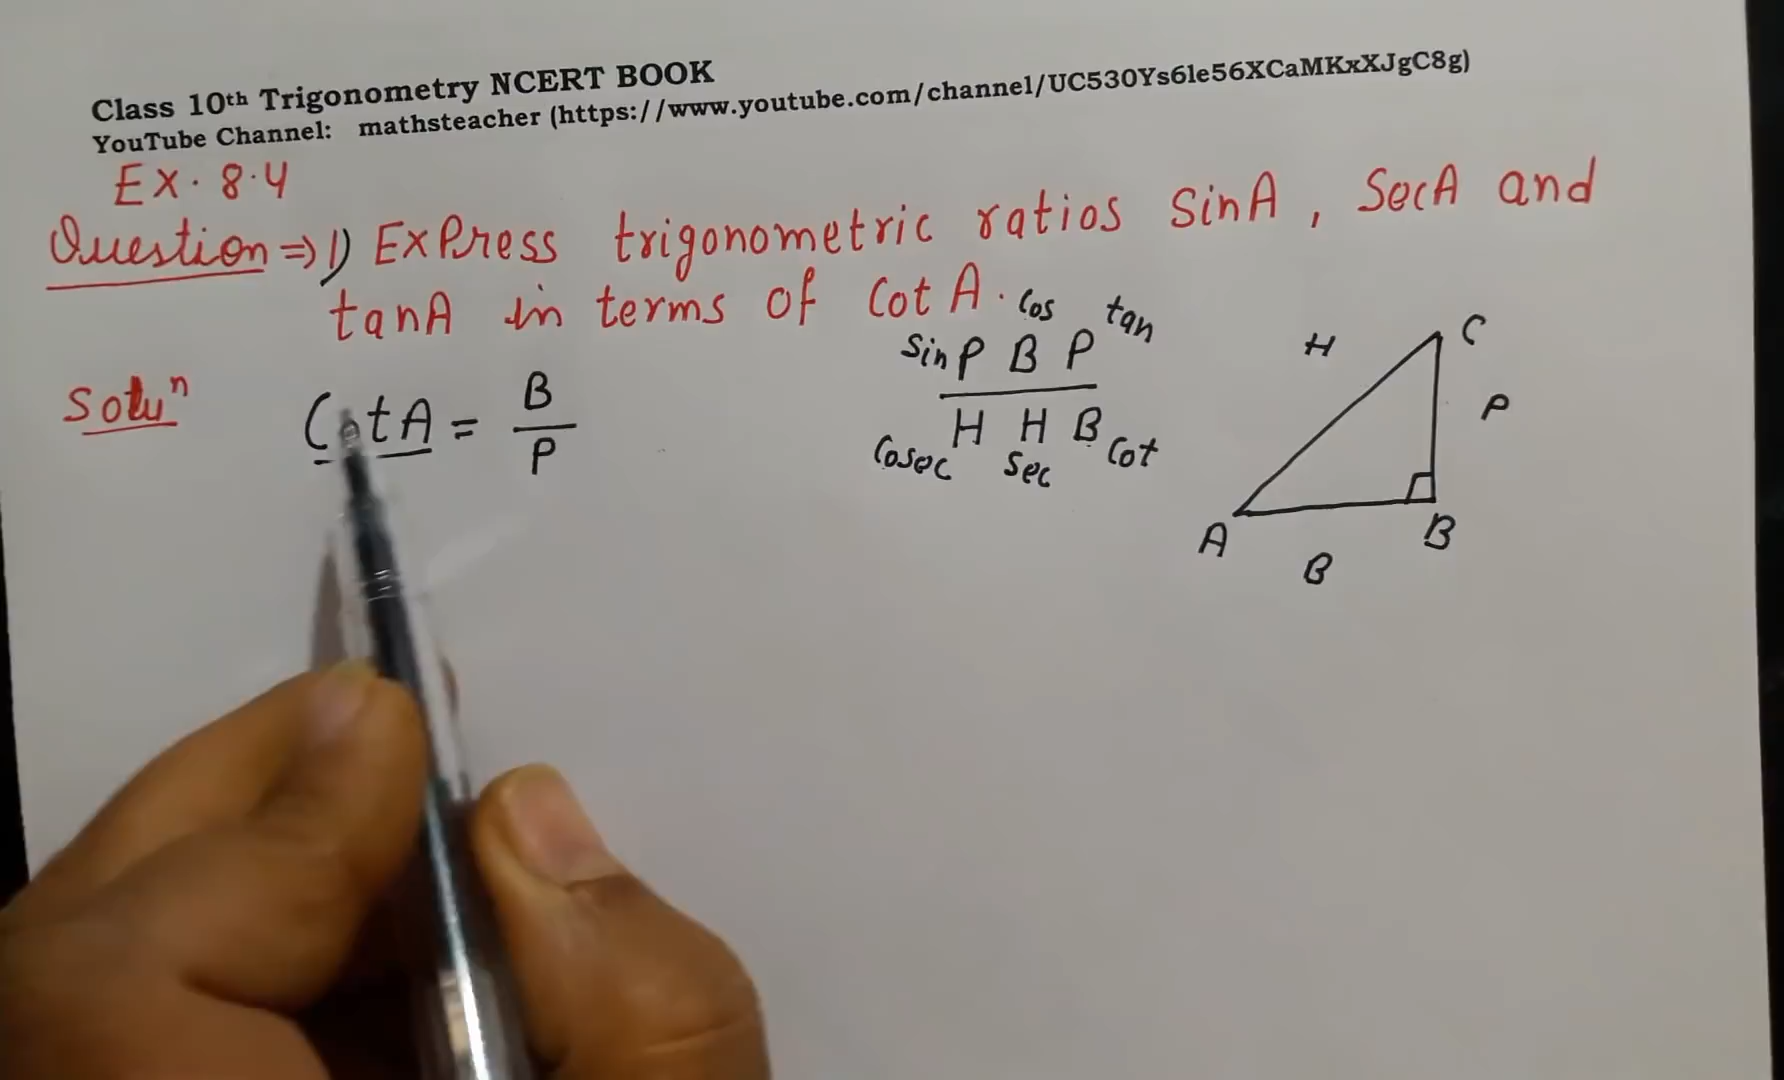 Class 10th Trigonometry NCERT BOOK
YouTube Channel: mathsteacher (https://www.youtube.com/channel/UC530Ys6le56XCaMKxXJgC8g)
Ex. 8.4
Question ⇒ 1) Express trigonometric ratios SinA, SecA and
tanA in terms of Cot A.
Solu^n
CotA = B/P
Cos tan
Sin P B P
H H B
Cosec Sec Cot
H
C
P
A
B
B